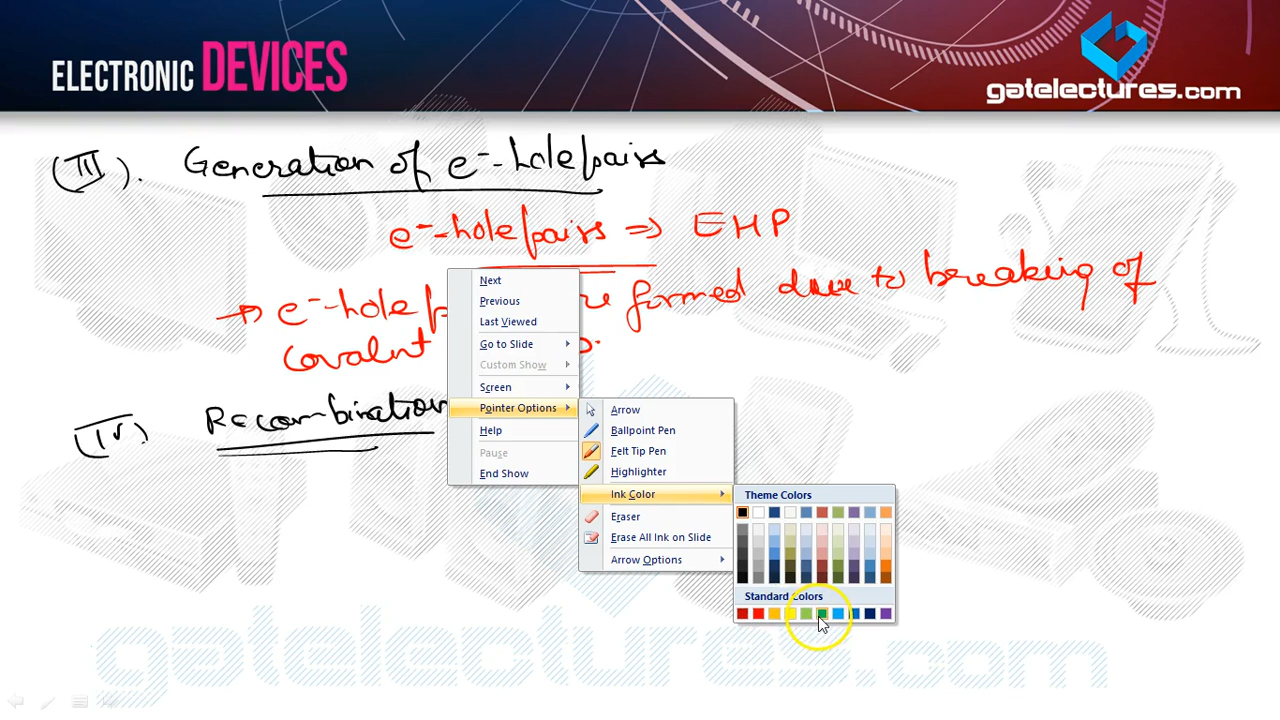 ELECTRONIC DEVICES
gatelectures.com
(III). Generation of e⁻-hole pairs
e⁻-hole pairs ⇒ EHP
→ e⁻-hole formed due to breaking of
covalent
(IV). Recombination
Next
Previous
Last Viewed
Go to Slide
Custom Show
Screen
Pointer Options
Help
Pause
End Show
Arrow
Ballpoint Pen
Felt Tip Pen
Highlighter
Ink Color
Eraser
Erase All Ink on Slide
Arrow Options
Theme Colors
Standard Colors
gatelectures.com